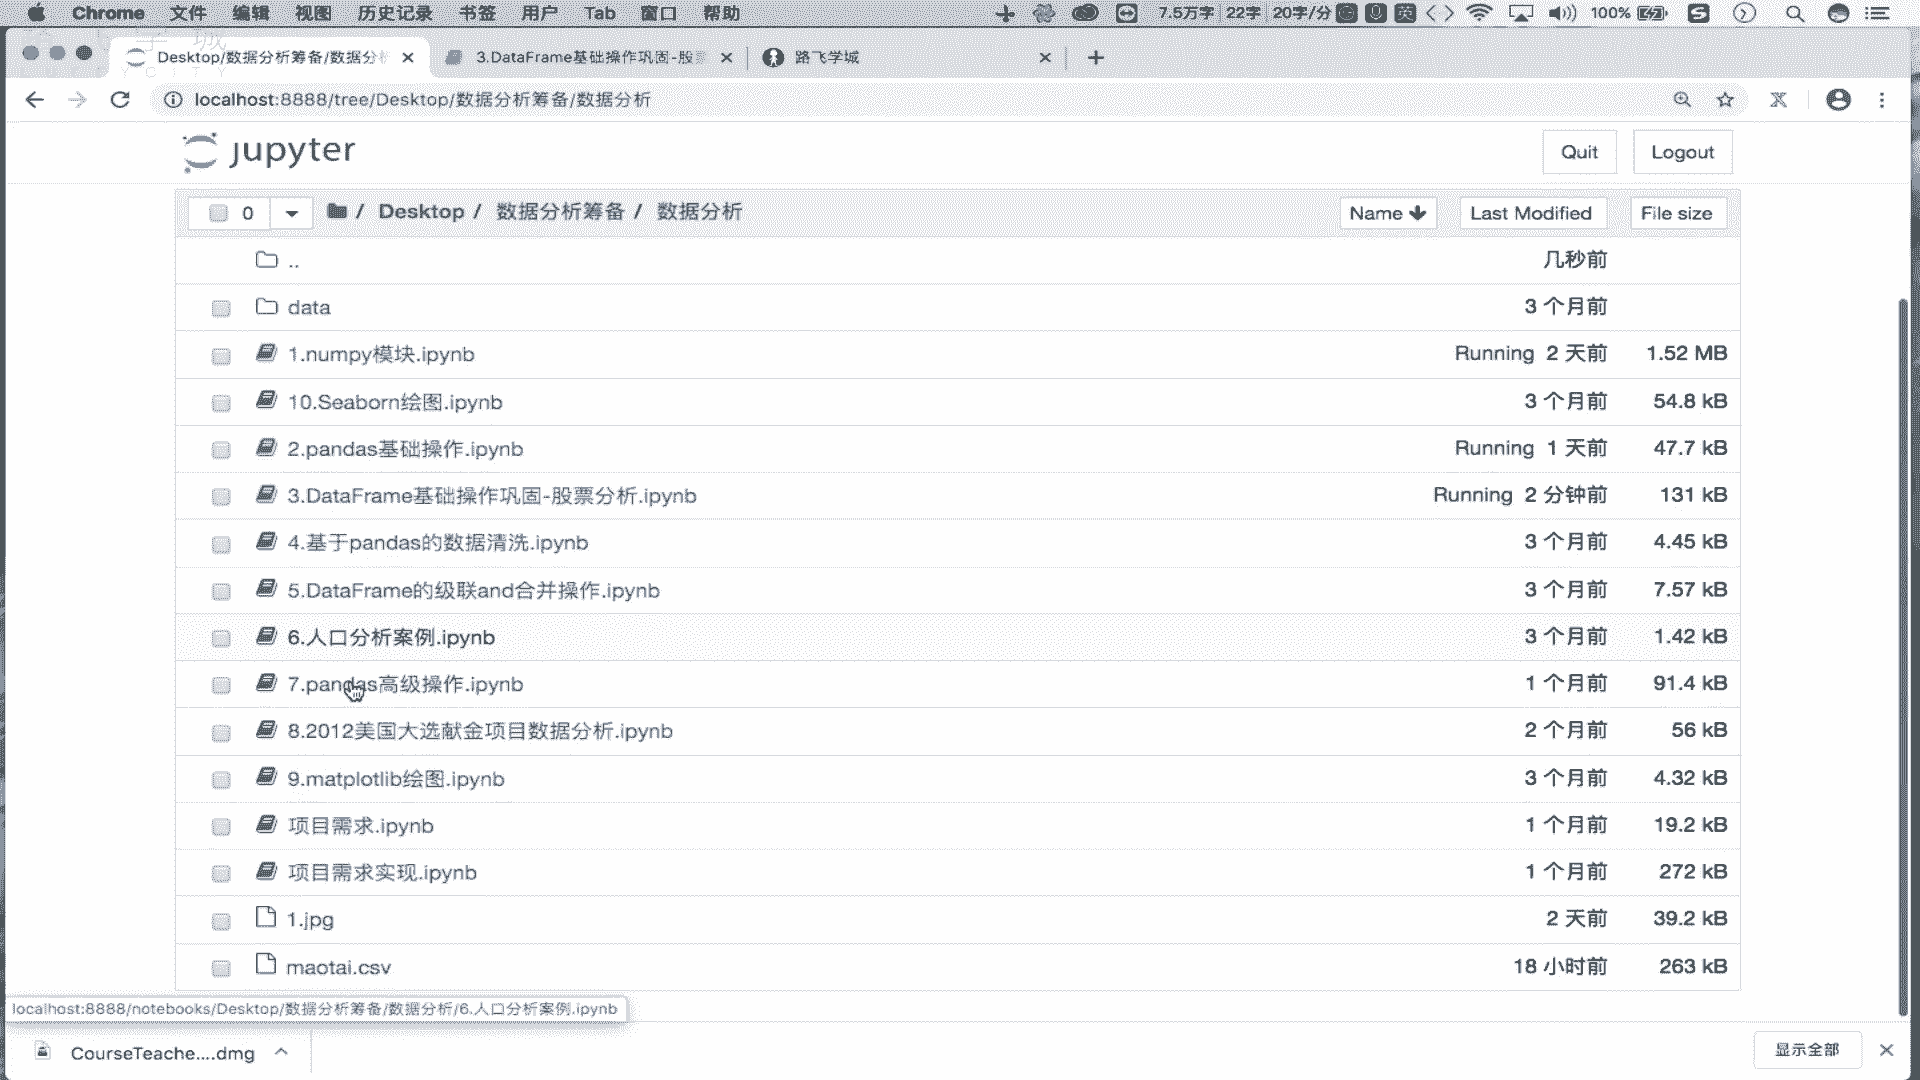 Chrome 文件 编辑 视图 历史记录 书签 用户 Tab 窗口 帮助 7.5万字 22字 20字/分 英 100%
Desktop/数据分析筹备/数据分析 3.DataFrame基础操作巩固-股票 路飞学城
localhost:8888/tree/Desktop/数据分析筹备/数据分析
jupyter Quit Logout
0 / Desktop / 数据分析筹备 / 数据分析 Name Last Modified File size
.. 几秒前
data 3 个月前
1.numpy模块.ipynb Running 2 天前 1.52 MB
10.Seaborn绘图.ipynb 3 个月前 54.8 kB
2.pandas基础操作.ipynb Running 1 天前 47.7 kB
3.DataFrame基础操作巩固-股票分析.ipynb Running 2 分钟前 131 kB
4.基于pandas的数据清洗.ipynb 3 个月前 4.45 kB
5.DataFrame的级联and合并操作.ipynb 3 个月前 7.57 kB
6.人口分析案例.ipynb 3 个月前 1.42 kB
7.pandas高级操作.ipynb 1 个月前 91.4 kB
8.2012美国大选献金项目数据分析.ipynb 2 个月前 56 kB
9.matplotlib绘图.ipynb 3 个月前 4.32 kB
项目需求.ipynb 1 个月前 19.2 kB
项目需求实现.ipynb 1 个月前 272 kB
1.jpg 2 天前 39.2 kB
maotai.csv 18 小时前 263 kB
localhost:8888/notebooks/Desktop/数据分析筹备/数据分析/6.人口分析案例.ipynb
CourseTeache....dmg 显示全部